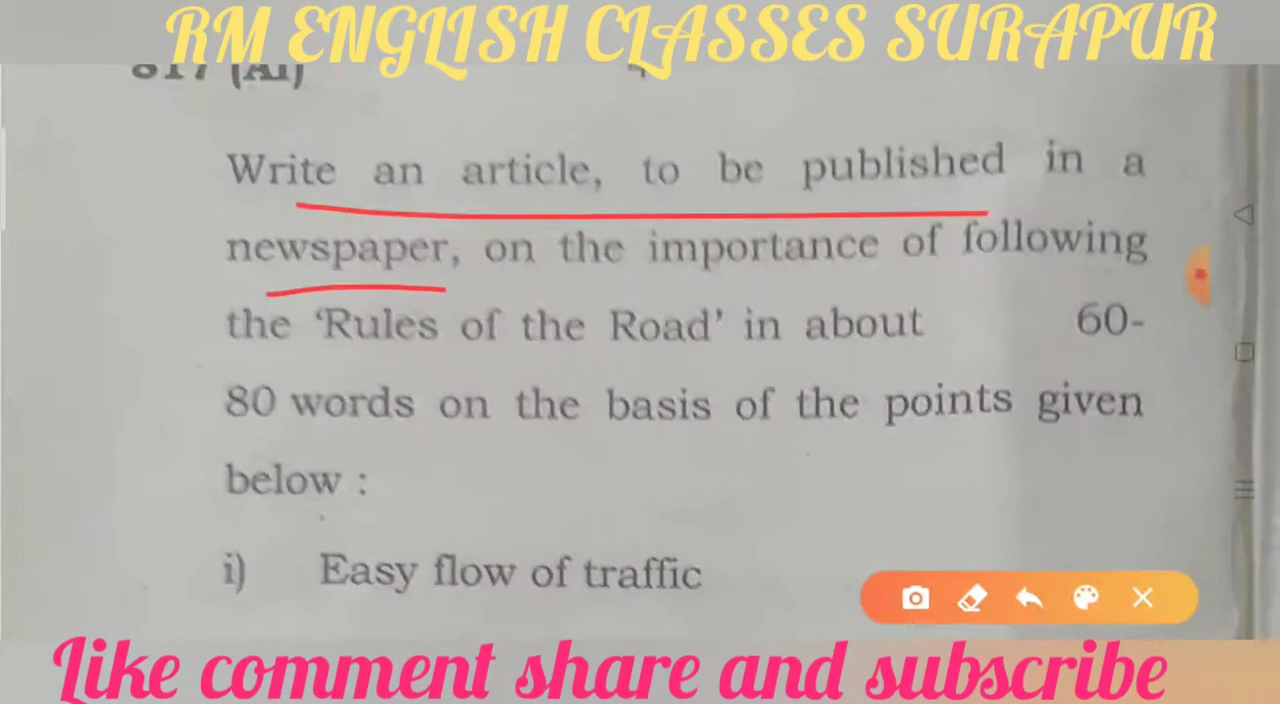 RM ENGLISH CLASSES SURAPUR
817 (A1)
Write an article, to be published in a
newspaper, on the importance of following
the ‘Rules of the Road’ in about 60-
80 words on the basis of the points given
below :
i) Easy flow of traffic
Like comment share and subscribe